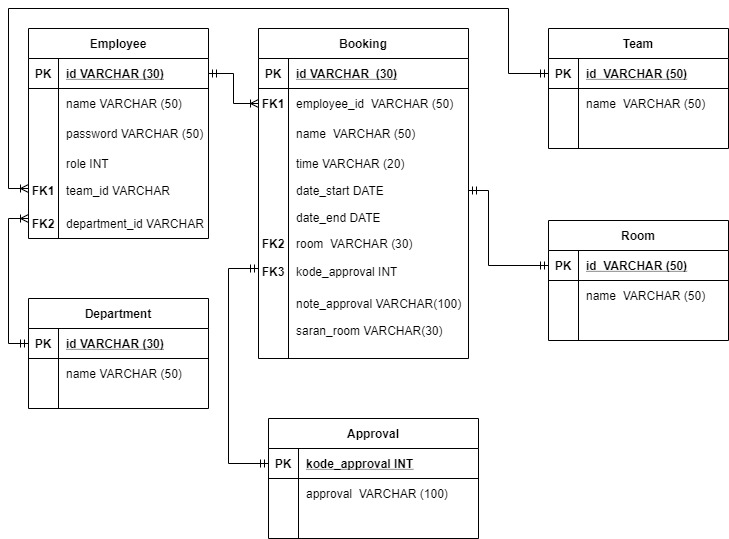 Employee
PK id VARCHAR (30)
name VARCHAR (50)
password VARCHAR (50)
role INT
FK1 team_id VARCHAR
FK2 department_id VARCHAR
Booking
PK id VARCHAR (30)
FK1 employee_id VARCHAR (50)
name VARCHAR (50)
time VARCHAR (20)
date_start DATE
date_end DATE
FK2 room VARCHAR (30)
FK3 kode_approval INT
note_approval VARCHAR(100)
saran_room VARCHAR(30)
Team
PK id VARCHAR (50)
name VARCHAR (50)
Room
PK id VARCHAR (50)
name VARCHAR (50)
Department
PK id VARCHAR (30)
name VARCHAR (50)
Approval
PK kode_approval INT
approval VARCHAR (100)